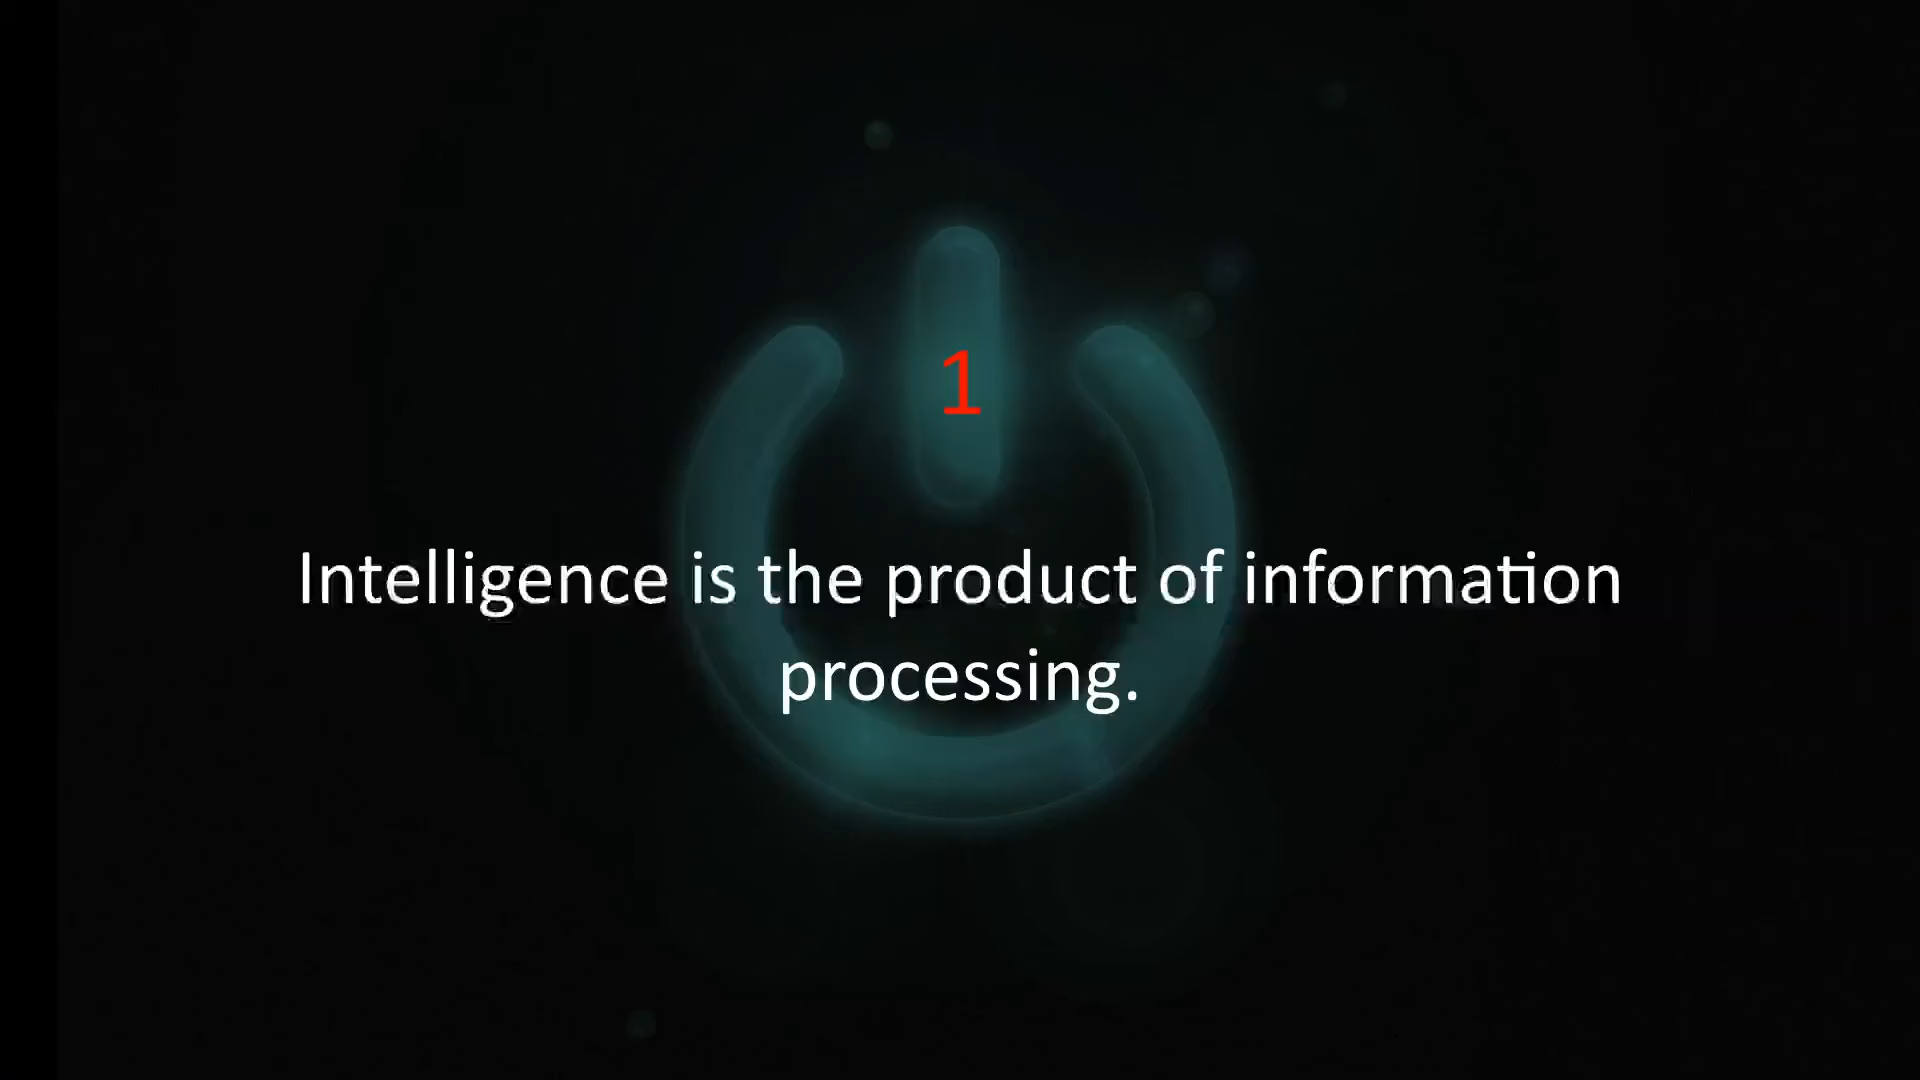 1
Intelligence is the product of information
processing.